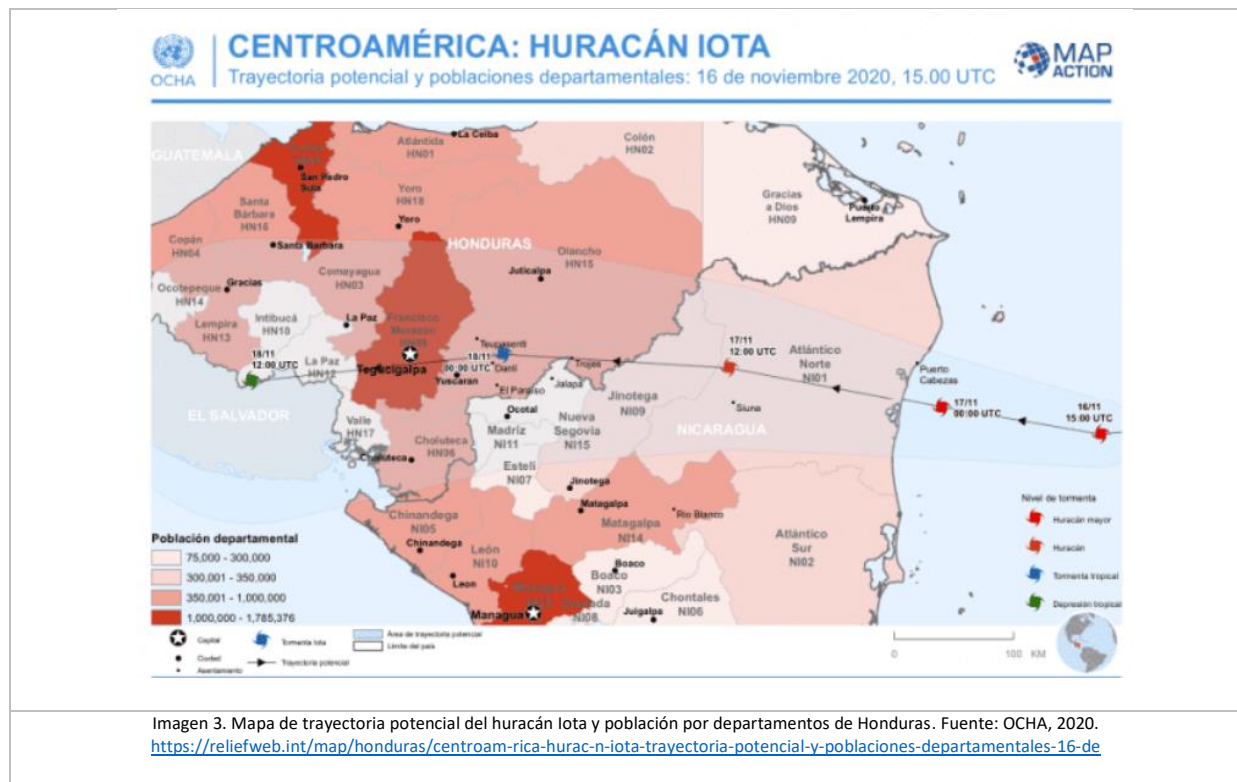 OCHA
CENTROAMÉRICA: HURACÁN IOTA
Trayectoria potencial y poblaciones departamentales: 16 de noviembre 2020, 15.00 UTC
MAP
ACTION
GUATEMALA
San Pedro
Sula
Atlántida
HN01
La Ceiba
Colón
HN02
Gracias
a Dios
HN09
Puerto
Lempira
Santa
Bárbara
HN16
Yoro
HN18
Yoro
Copán
HN04
Santa Bárbara
HONDURAS
Olancho
HN15
Juticalpa
Comayagua
HN03
Ocotepeque
HN14
Gracias
Intibucá
HN10
La Paz
Francisco
Morazán
Lempira
HN13
18/11
12:00 UTC
La Paz
HN12
Tegucigalpa
18/11
00:00 UTC
Teupasenti
Danlí
Yuscaran
El Paraíso
Trojes
Jalapa
17/11
12:00 UTC
Atlántico
Norte
NI01
Puerto
Cabezas
17/11
00:00 UTC
16/11
15:00 UTC
EL SALVADOR
Valle
HN17
Choluteca
HN06
Choluteca
Ocotal
Madríz
NI11
Nueva
Segovia
NI15
Jinotega
NI09
Siuna
NICARAGUA
Estelí
NI07
Jinotega
Matagalpa
Matagalpa
NI14
Rio Blanco
Chinandega
NI05
Chinandega
León
NI10
Leon
Atlántico
Sur
NI02
Boaco
Boaco
NI03
Chontales
NI06
Juigalpa
Managua
NI08
Nivel de tormenta
Huracán mayor
Huracán
Tormenta tropical
Depresión tropical
Población departamental
75,000 - 300,000
300,001 - 350,000
350,001 - 1,000,000
1,000,000 - 1,785,376
Capital
Ciudad
Asentamiento
Tormenta Iota
Trayectoria potencial
Área de trayectoria potencial
Límite del país
0 100 KM
Imagen 3. Mapa de trayectoria potencial del huracán Iota y población por departamentos de Honduras. Fuente: OCHA, 2020.
https://reliefweb.int/map/honduras/centroam-rica-hurac-n-iota-trayectoria-potencial-y-poblaciones-departamentales-16-de